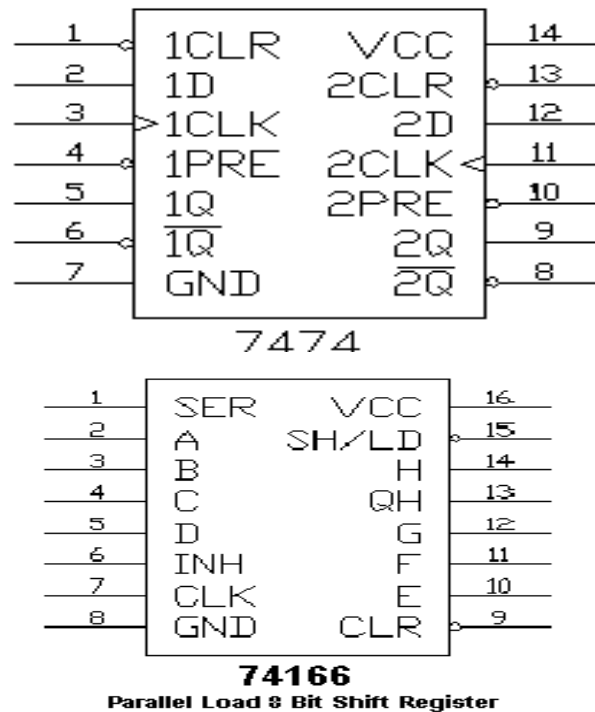 1 1CLR VCC 14
2 1D 2CLR 13
3 1CLK 2D 12
4 1PRE 2CLK 11
5 1Q 2PRE 10
6 1Q̅ 2Q 9
7 GND 2Q̅ 8
7474
1 SER VCC 16
2 A SH/LD 15
3 B H 14
4 C QH 13
5 D G 12
6 INH F 11
7 CLK E 10
8 GND CLR 9
74166
Parallel Load 8 Bit Shift Register